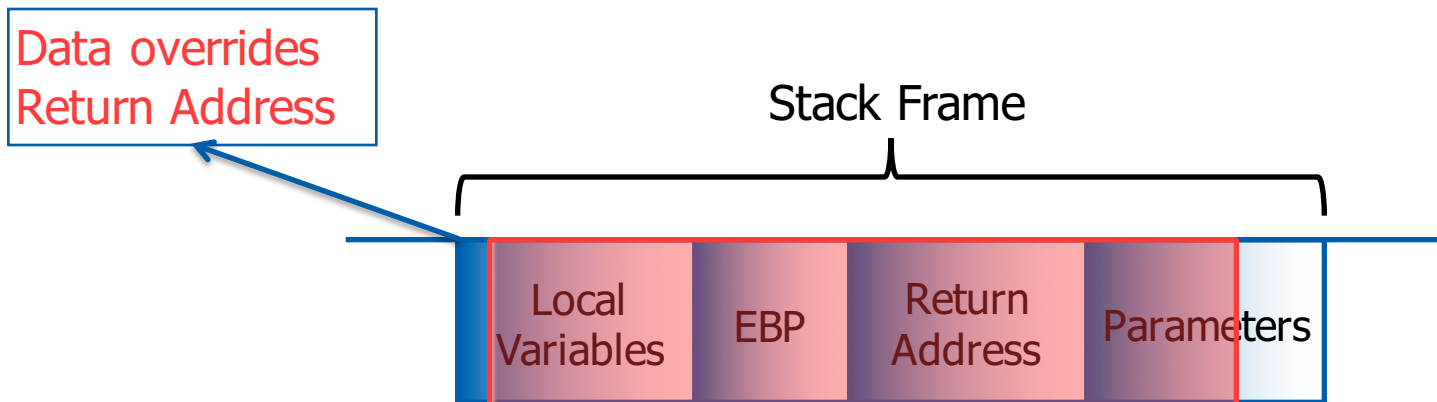 Data overrides
Return Address
Stack Frame
Local
Variables
EBP
Return
Address
Parameters